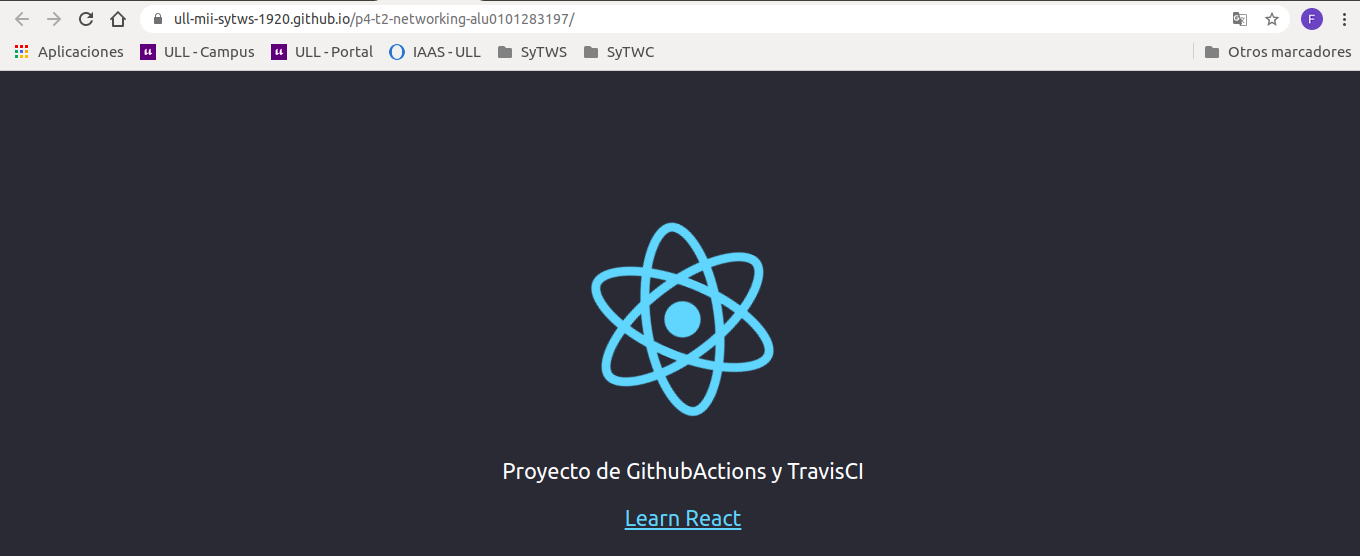 ull-mii-sytws-1920.github.io/p4-t2-networking-alu0101283197/
F
Aplicaciones
ULL - Campus
ULL - Portal
IAAS - ULL
SyTWS
SyTWC
Otros marcadores
Proyecto de GithubActions y TravisCI
Learn React